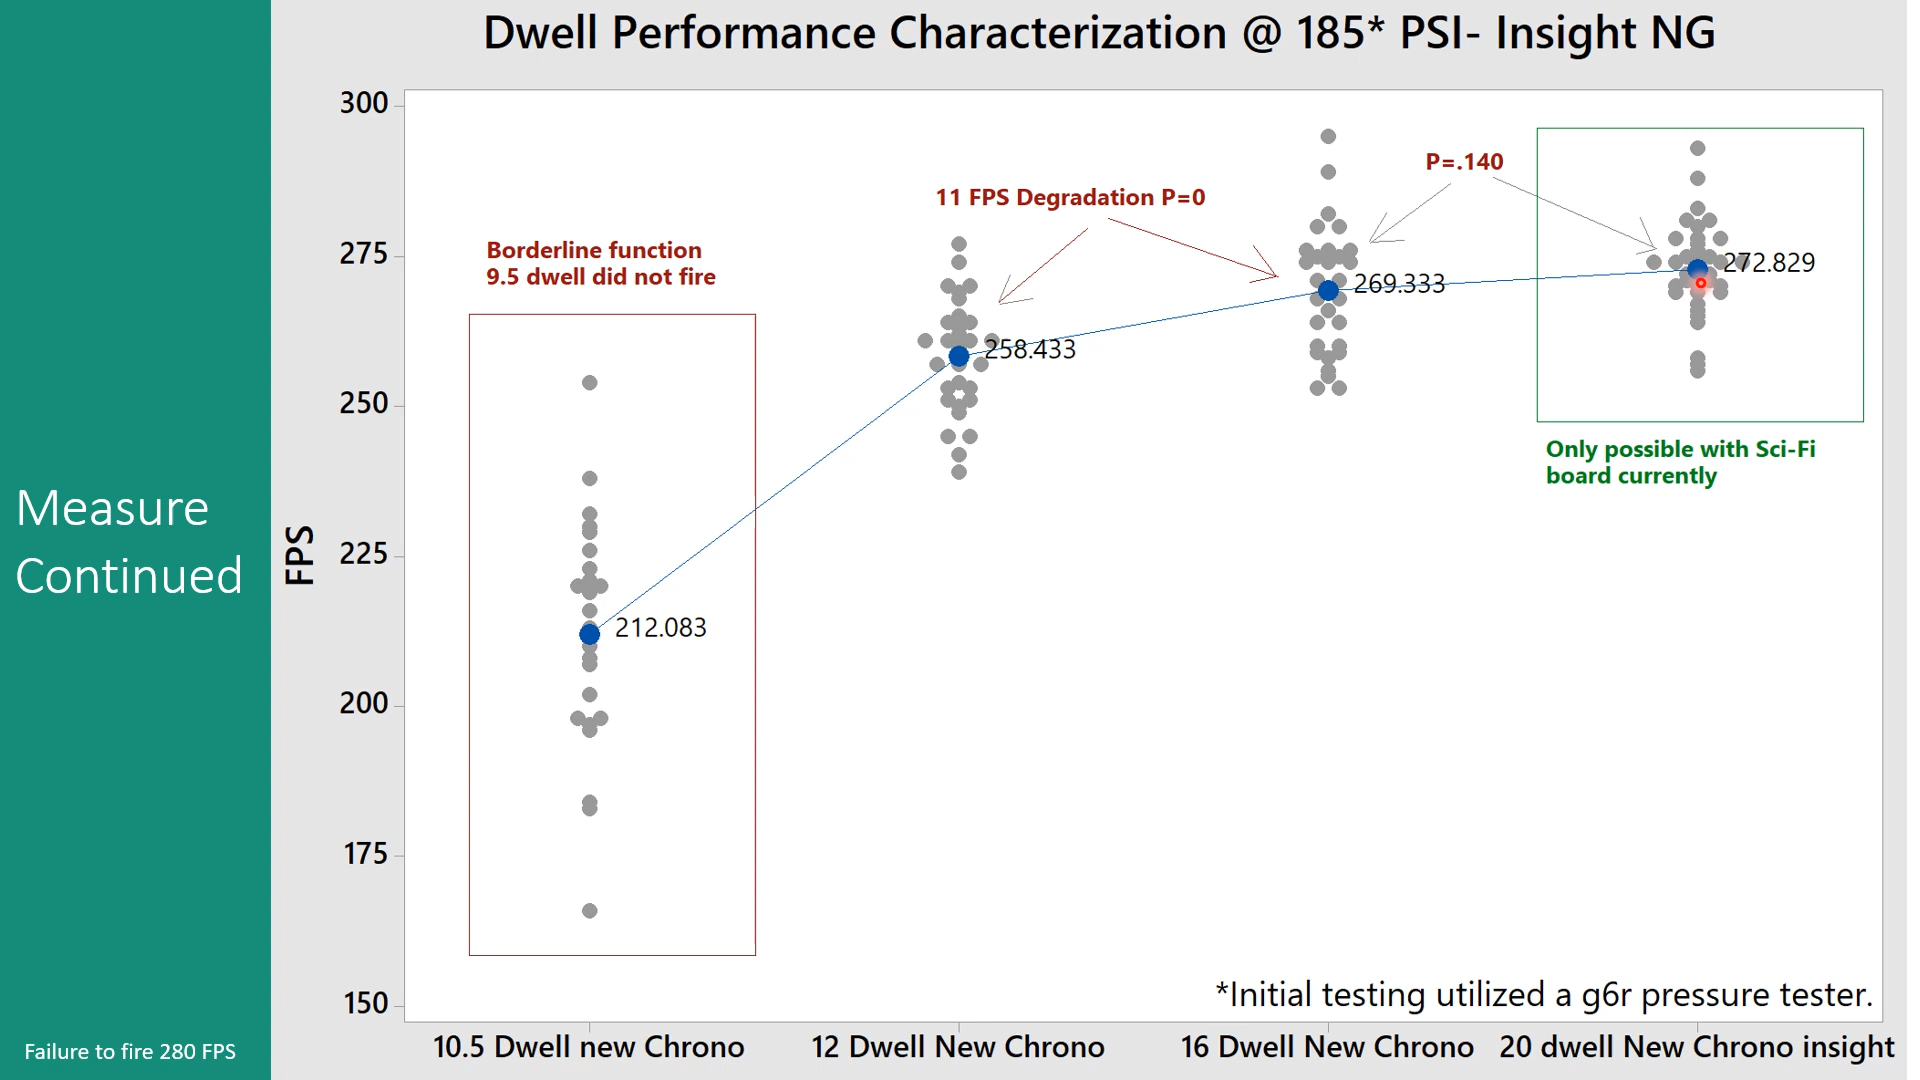 Dwell Performance Characterization @ 185* PSI- Insight NG
Measure
Continued
Failure to fire 280 FPS
FPS
300
275
250
225
200
175
150
Borderline function
9.5 dwell did not fire
11 FPS Degradation P=0
P=.140
212.083
258.433
269.333
272.829
Only possible with Sci-Fi
board currently
*Initial testing utilized a g6r pressure tester.
10.5 Dwell new Chrono
12 Dwell New Chrono
16 Dwell New Chrono
20 dwell New Chrono insight